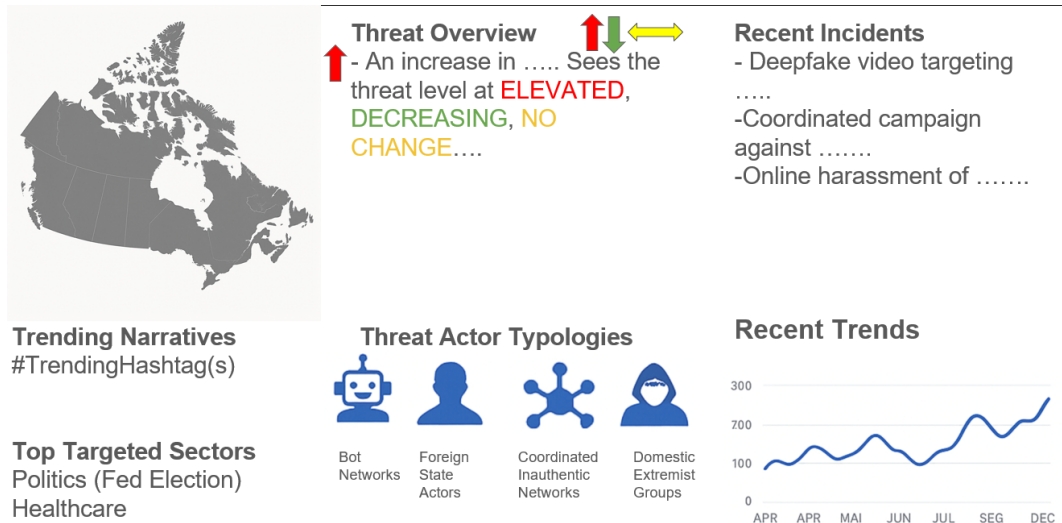 Threat Overview
- An increase in ….. Sees the
threat level at ELEVATED,
DECREASING, NO
CHANGE….
Recent Incidents
- Deepfake video targeting
…..
-Coordinated campaign
against …….
-Online harassment of …….
Trending Narratives
#TrendingHashtag(s)
Top Targeted Sectors
Politics (Fed Election)
Healthcare
Threat Actor Typologies
Bot
Networks
Foreign
State
Actors
Coordinated
Inauthentic
Networks
Domestic
Extremist
Groups
Recent Trends
300
700
100
0
APR APR MAI JUN JUL SEG DEC